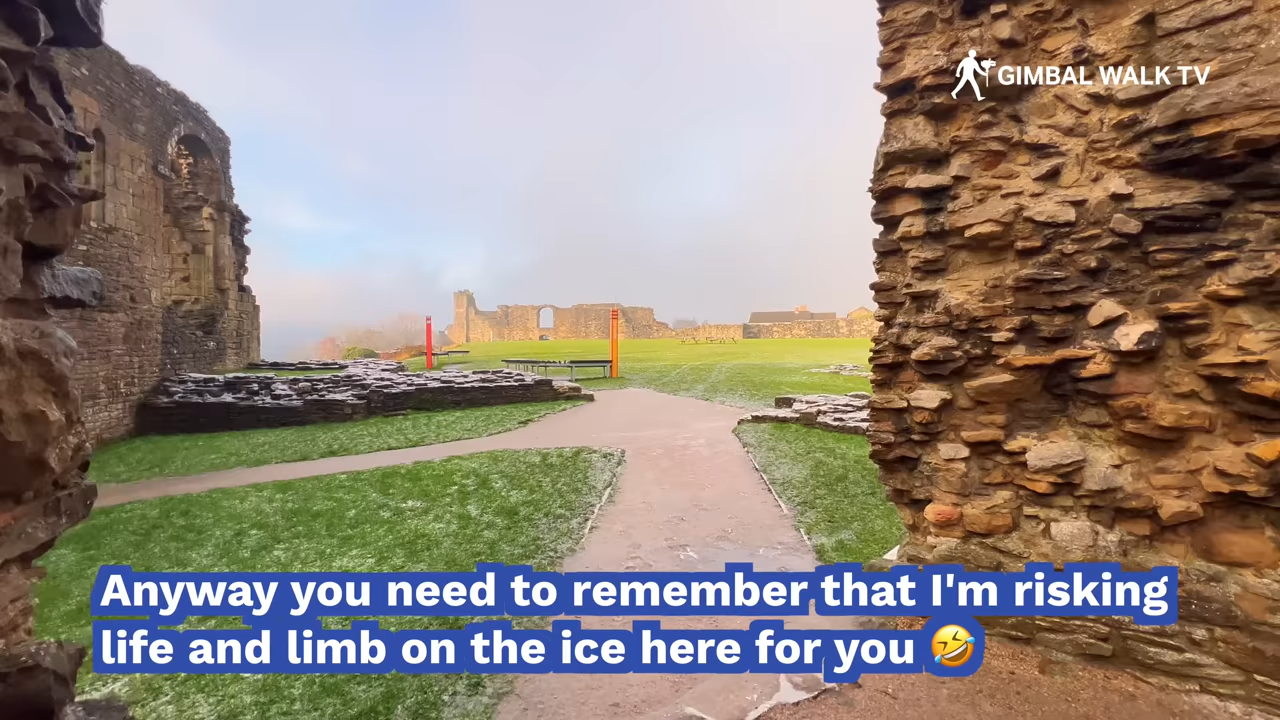 GIMBAL WALK TV
Anyway you need to remember that I'm risking
life and limb on the ice here for you 🤣